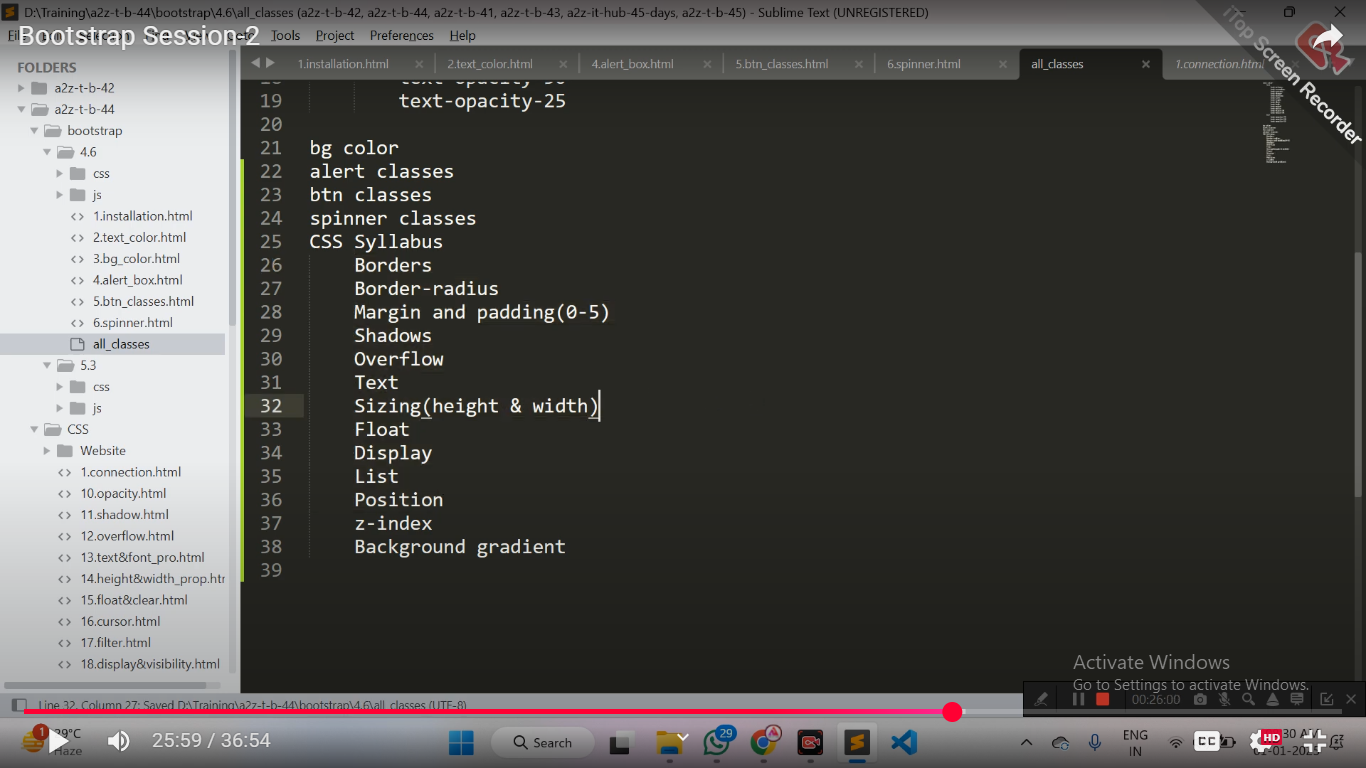 D:\Training\a2z-t-b-44\bootstrap\4.6\all_classes (a2z-t-b-42, a2z-t-b-44, a2z-t-b-41, a2z-t-b-43, a2z-it-hub-45-days, a2z-t-b-45) - Sublime Text (UNREGISTERED)
Bootstrap Session-2
Tools Project Preferences Help
iTop Screen Recorder
FOLDERS
a2z-t-b-42
a2z-t-b-44
bootstrap
4.6
css
js
1.installation.html
2.text_color.html
3.bg_color.html
4.alert_box.html
5.btn_classes.html
6.spinner.html
all_classes
5.3
css
js
CSS
Website
1.connection.html
10.opacity.html
11.shadow.html
12.overflow.html
13.text&font_pro.html
14.height&width_prop.htr
15.float&clear.html
16.cursor.html
17.filter.html
18.display&visibility.html
1.installation.html 2.text_color.html 4.alert_box.html 5.btn_classes.html 6.spinner.html all_classes 1.connection.html
19 text-opacity-25
20
21 bg color
22 alert classes
23 btn classes
24 spinner classes
25 CSS Syllabus
26 Borders
27 Border-radius
28 Margin and padding(0-5)
29 Shadows
30 Overflow
31 Text
32 Sizing(height & width)
33 Float
34 Display
35 List
36 Position
37 z-index
38 Background gradient
39
Activate Windows
Go to Settings to activate Windows.
00:26:00
Line 32, Column 27; Saved D:\Training\a2z-t-b-44\bootstrap\4.6\all_classes (UTF-8)
1
Haze
25:59 / 36:54
Search
29
ENG
IN
CC
HD